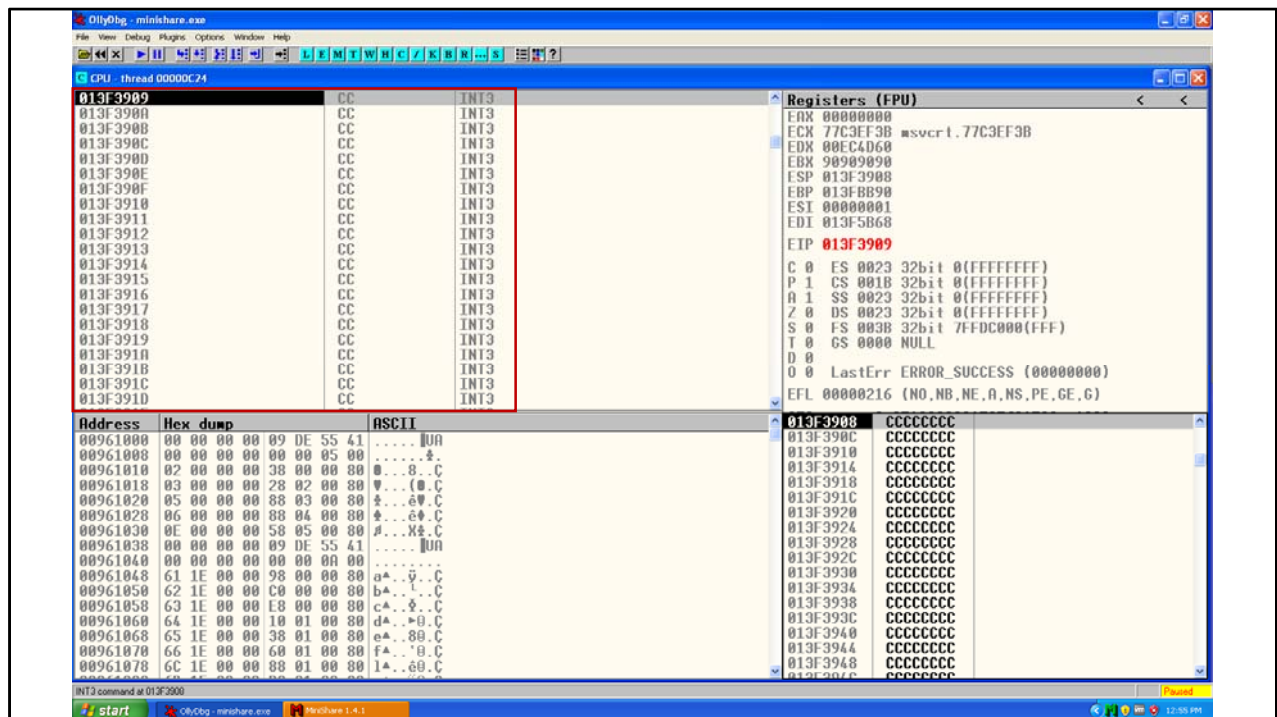 OllyDbg - minishare.exe
File View Debug Plugins Options Window Help
L E M T W H C / K B R ... S ?
CPU - thread 00000C24
013F3909 CC INT3
013F390A CC INT3
013F390B CC INT3
013F390C CC INT3
013F390D CC INT3
013F390E CC INT3
013F390F CC INT3
013F3910 CC INT3
013F3911 CC INT3
013F3912 CC INT3
013F3913 CC INT3
013F3914 CC INT3
013F3915 CC INT3
013F3916 CC INT3
013F3917 CC INT3
013F3918 CC INT3
013F3919 CC INT3
013F391A CC INT3
013F391B CC INT3
013F391C CC INT3
013F391D CC INT3
Registers (FPU) < <
EAX 00000000
ECX 77C3EF3B msvcrt.77C3EF3B
EDX 00EC4D60
EBX 90909090
ESP 013F3908
EBP 013FBB90
ESI 00000001
EDI 013F5B68
EIP 013F3909
C 0 ES 0023 32bit 0(FFFFFFFF)
P 1 CS 001B 32bit 0(FFFFFFFF)
A 1 SS 0023 32bit 0(FFFFFFFF)
Z 0 DS 0023 32bit 0(FFFFFFFF)
S 0 FS 003B 32bit 7FFDC000(FFF)
T 0 GS 0000 NULL
D 0
O 0 LastErr ERROR_SUCCESS (00000000)
EFL 00000216 (NO,NB,NE,A,NS,PE,GE,G)
Address Hex dump ASCII
00961000 00 00 00 00 09 DE 55 41 .....▐UA
00961008 00 00 00 00 00 00 05 00 ......♣.
00961010 02 00 00 00 38 00 00 80 ☻...8..Ç
00961018 03 00 00 00 28 02 00 80 ♥...(☻.Ç
00961020 05 00 00 00 88 03 00 80 ♣...ê♥.Ç
00961028 06 00 00 00 88 04 00 80 ♠...ê♦.Ç
00961030 0E 00 00 00 58 05 00 80 ♫...X♣.Ç
00961038 00 00 00 00 09 DE 55 41 .....▐UA
00961040 00 00 00 00 00 00 0A 00 ........
00961048 61 1E 00 00 98 00 00 80 a▲..ÿ..Ç
00961050 62 1E 00 00 C0 00 00 80 b▲..└..Ç
00961058 63 1E 00 00 E8 00 00 80 c▲..Φ..Ç
00961060 64 1E 00 00 10 01 00 80 d▲..►☺.Ç
00961068 65 1E 00 00 38 01 00 80 e▲..8☺.Ç
00961070 66 1E 00 00 60 01 00 80 f▲..`☺.Ç
00961078 6C 1E 00 00 88 01 00 80 l▲..ê☺.Ç
013F3908 CCCCCCCC
013F390C CCCCCCCC
013F3910 CCCCCCCC
013F3914 CCCCCCCC
013F3918 CCCCCCCC
013F391C CCCCCCCC
013F3920 CCCCCCCC
013F3924 CCCCCCCC
013F3928 CCCCCCCC
013F392C CCCCCCCC
013F3930 CCCCCCCC
013F3934 CCCCCCCC
013F3938 CCCCCCCC
013F393C CCCCCCCC
013F3940 CCCCCCCC
013F3944 CCCCCCCC
013F3948 CCCCCCCC
INT3 command at 013F3908 Paused
start OllyDbg - minishare.exe MiniShare 1.4.1 12:55 PM